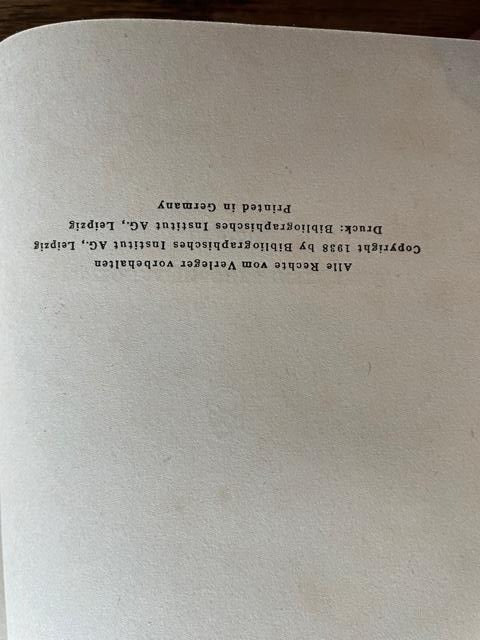 Alle Rechte vom Verleger vorbehalten
Copyright 1938 by Bibliographisches Institut AG., Leipzig
Druck: Bibliographisches Institut AG., Leipzig
Printed in Germany